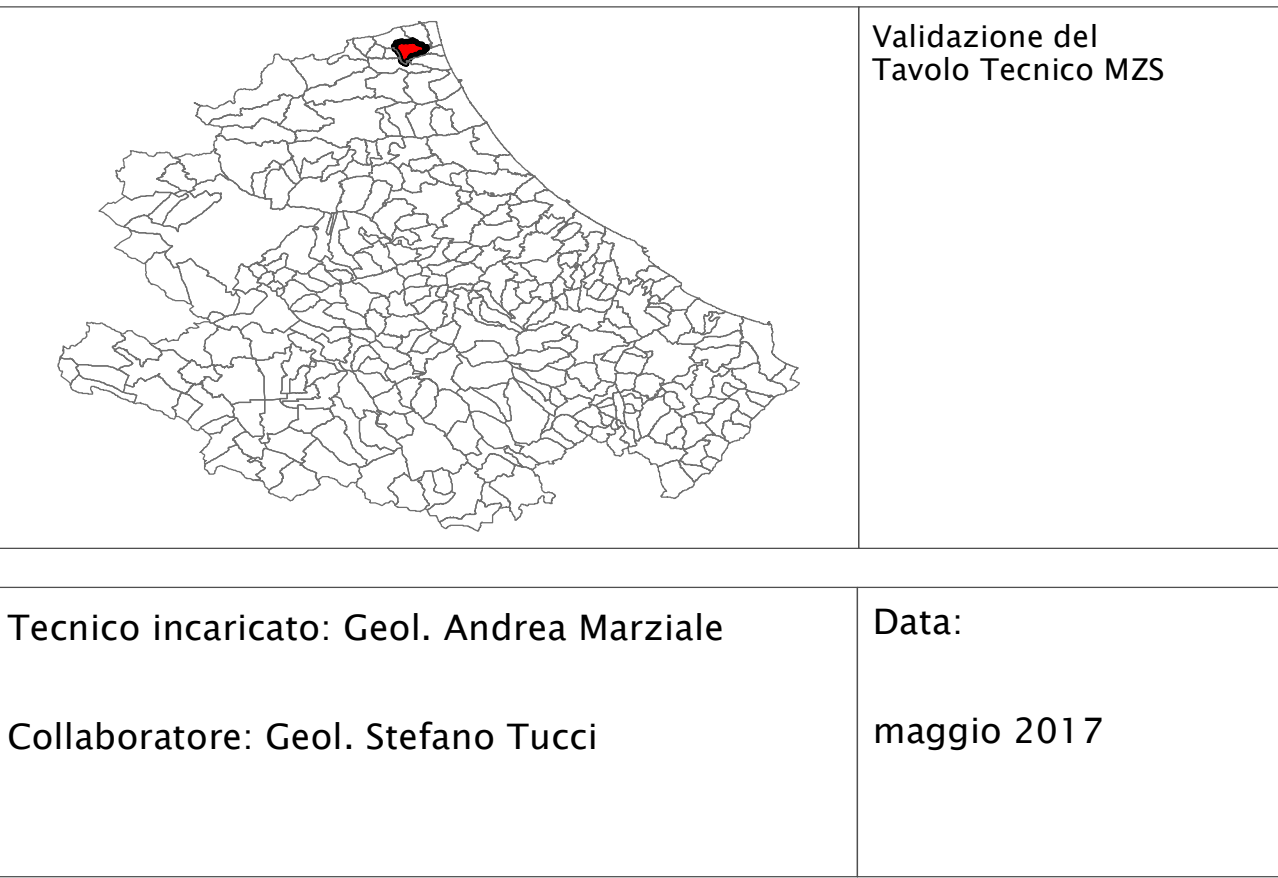 Validazione del
Tavolo Tecnico MZS
Tecnico incaricato: Geol. Andrea Marziale
Data:
Collaboratore: Geol. Stefano Tucci
maggio 2017